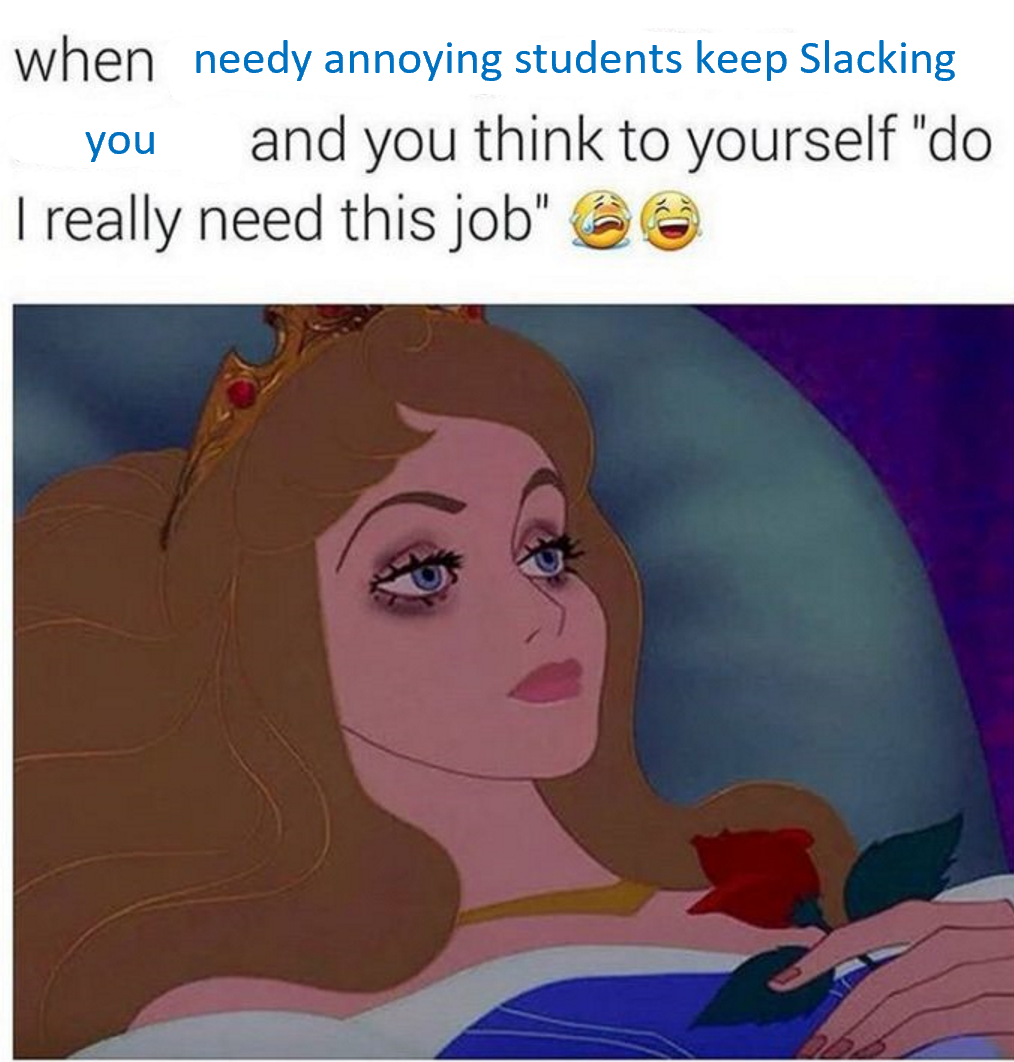 when needy annoying students keep Slacking
you and you think to yourself "do
I really need this job" 😭😂